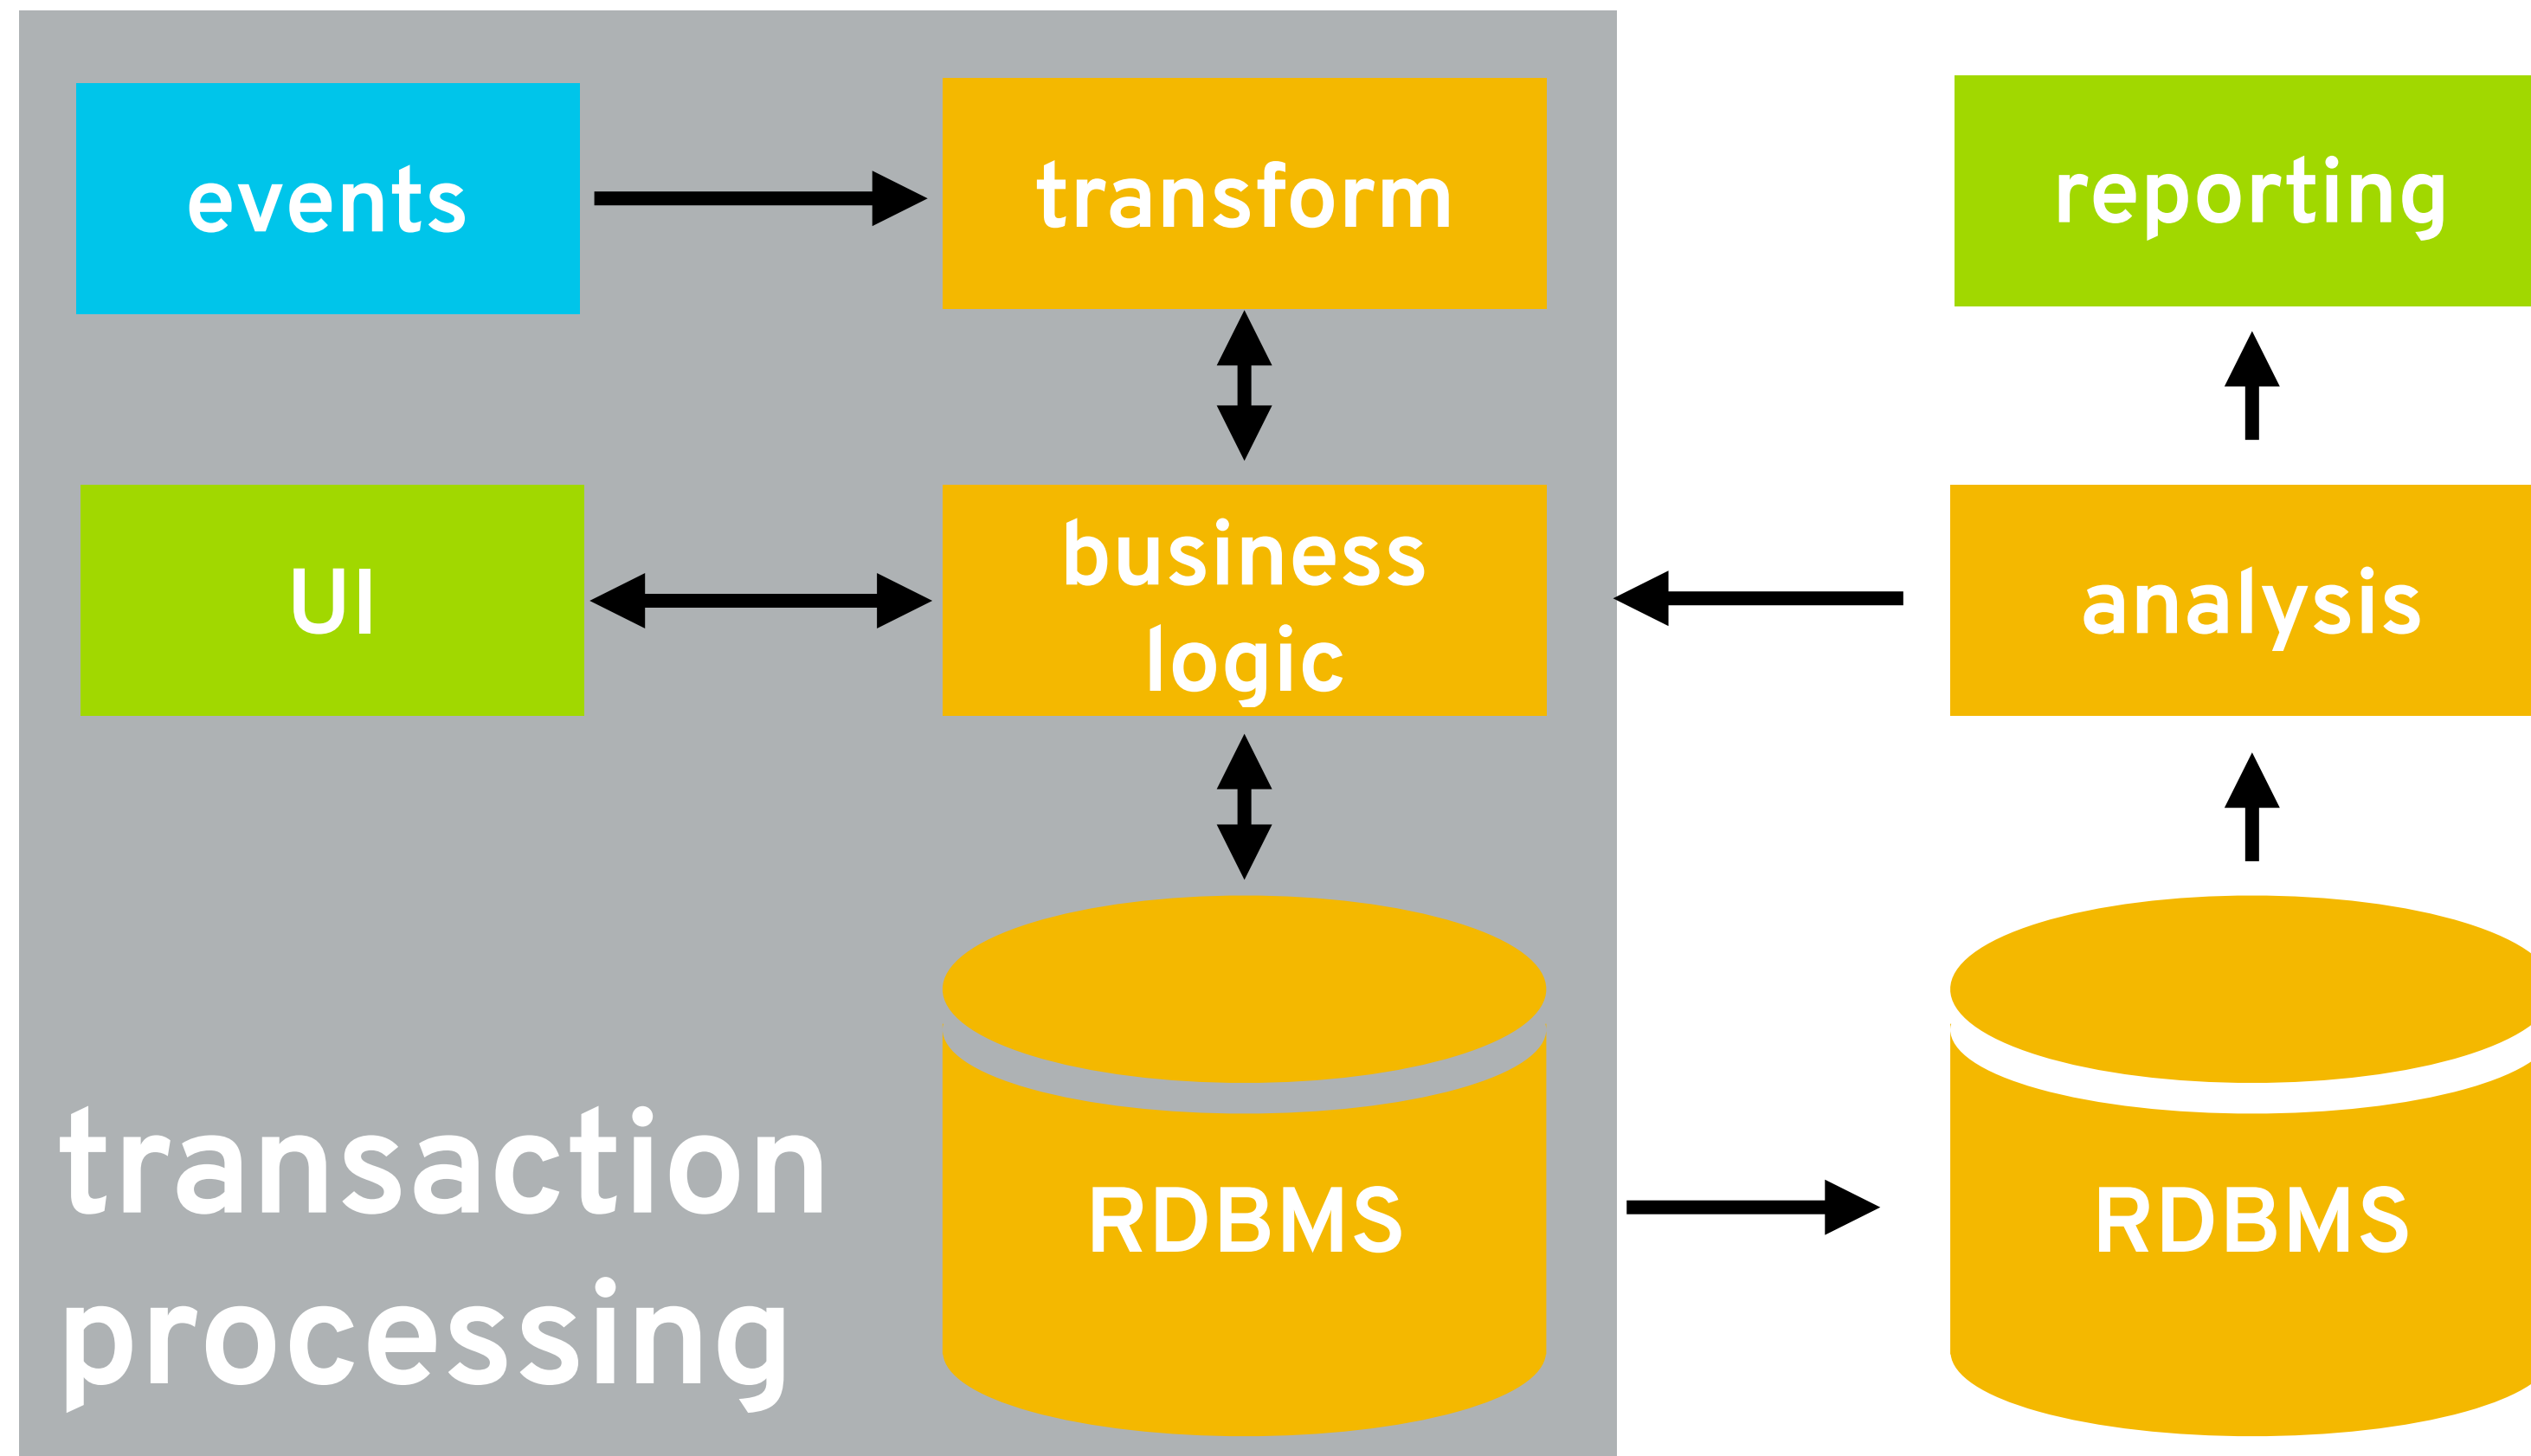 events
transform
reporting
UI
business
logic
analysis
transaction
processing
RDBMS
RDBMS